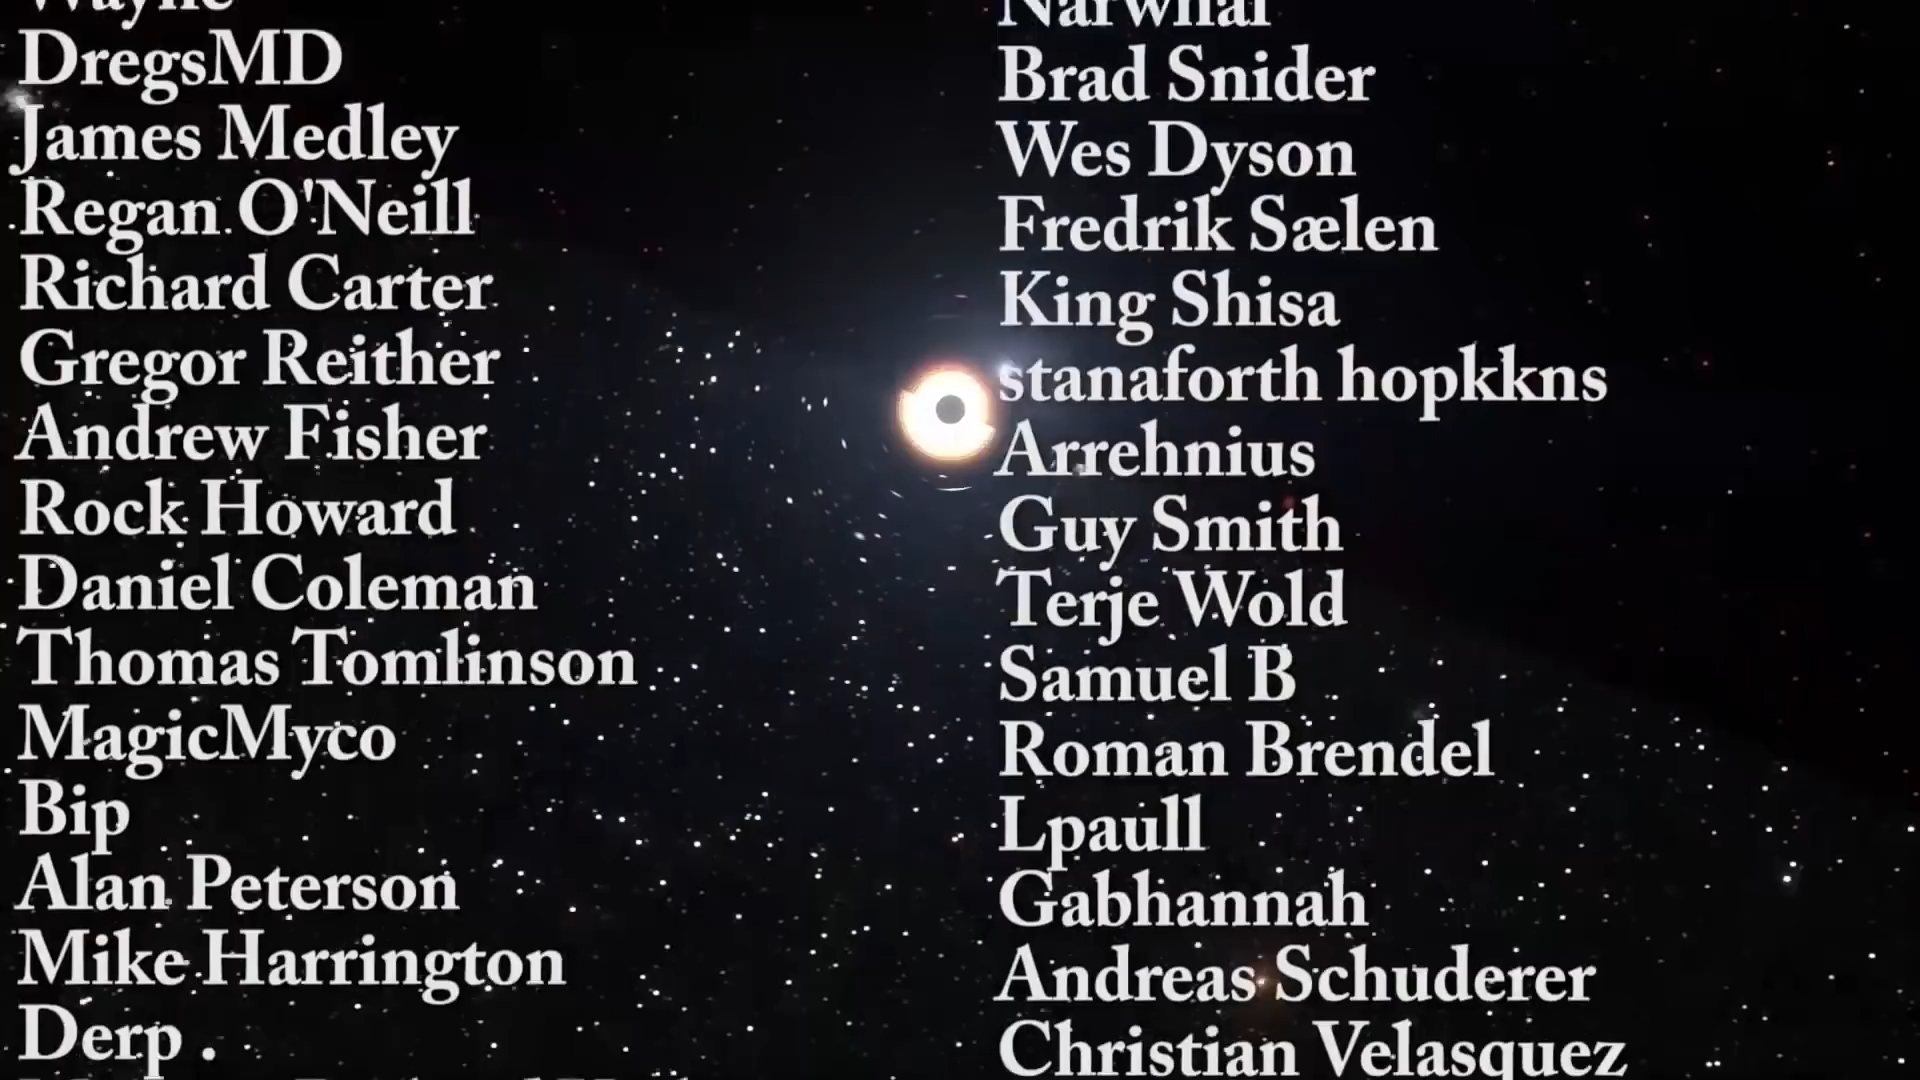 Wayne
DregsMD
James Medley
Regan O'Neill
Richard Carter
Gregor Reither
Andrew Fisher
Rock Howard
Daniel Coleman
Thomas Tomlinson
MagicMyco
Bip
Alan Peterson
Mike Harrington
Derp .
Narwhal
Brad Snider
Wes Dyson
Fredrik Sælen
King Shisa
stanaforth hopkkns
Arrehnius
Guy Smith
Terje Wold
Samuel B
Roman Brendel
Lpaull
Gabhannah
Andreas Schuderer
Christian Velasquez